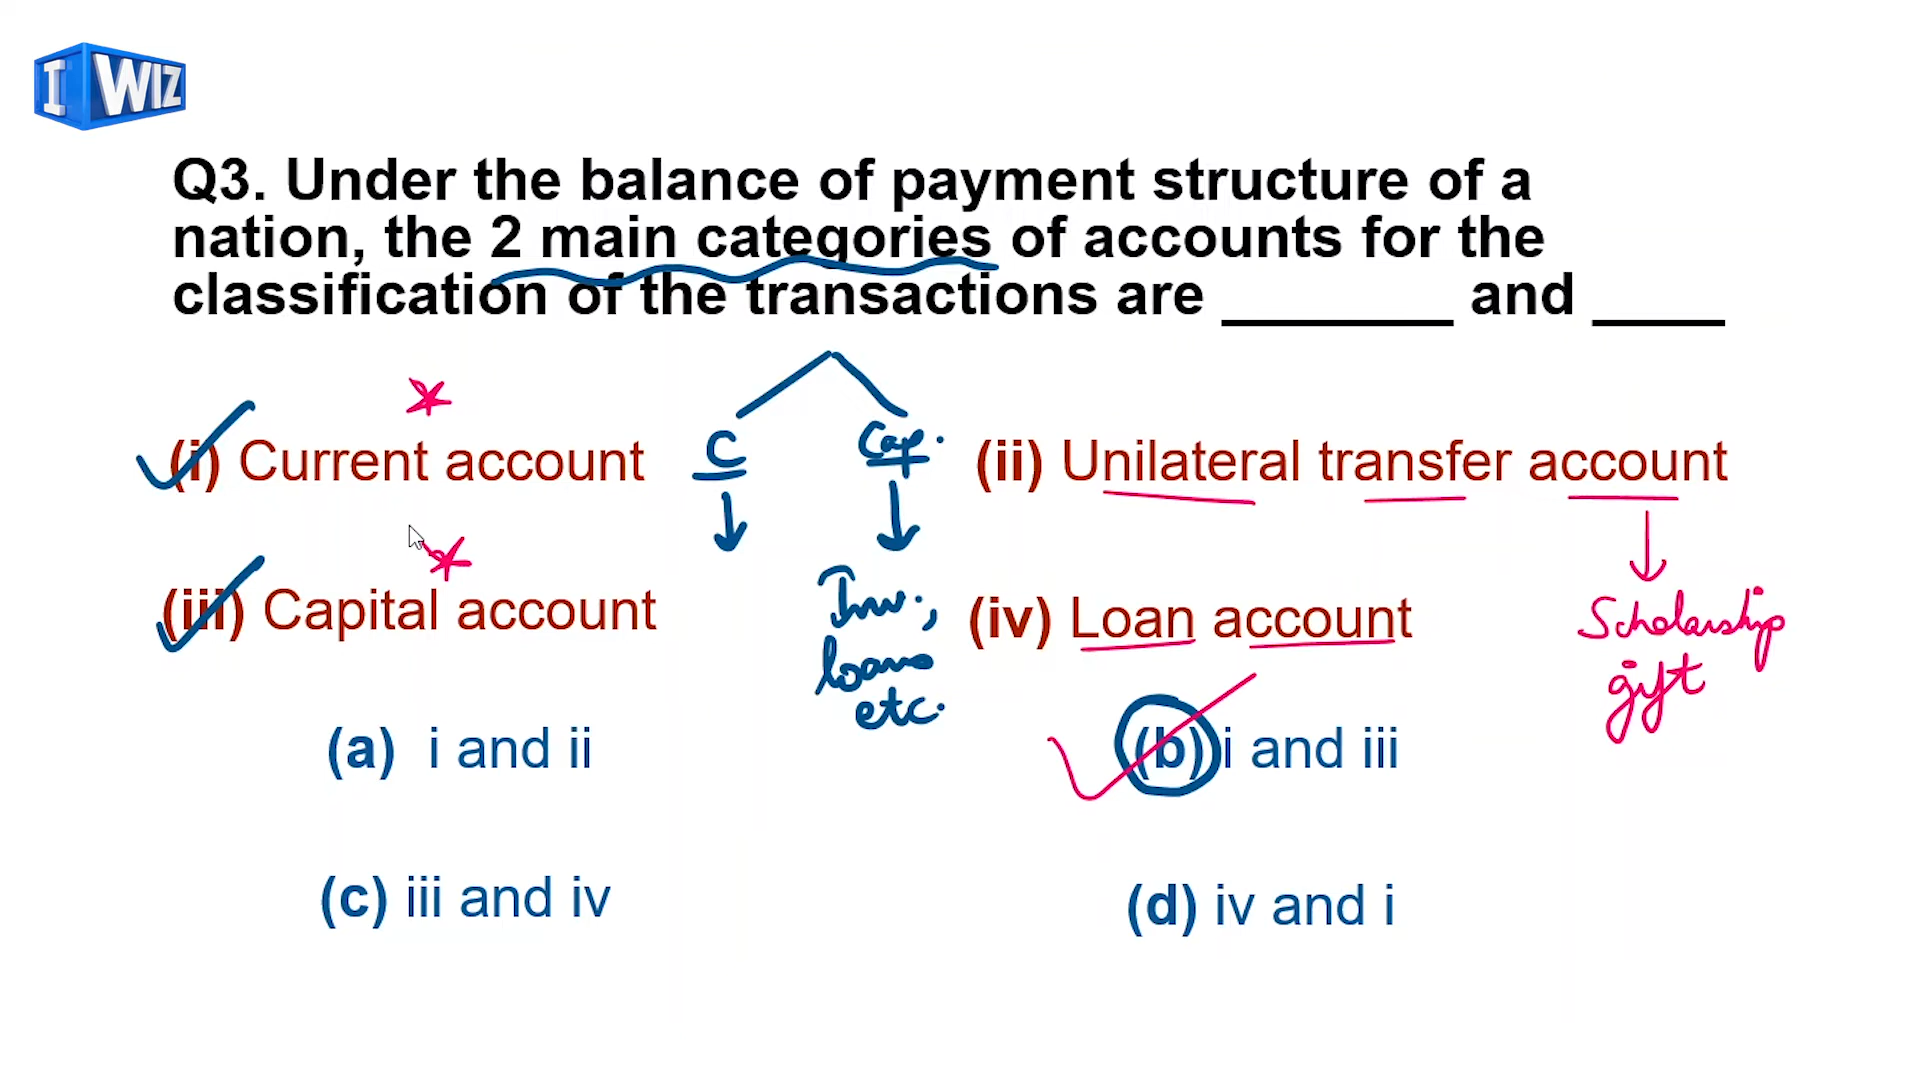 I WIZ
Q3. Under the balance of payment structure of a
nation, the 2 main categories of accounts for the
classification of the transactions are _______ and ____
(i) Current account
C
Cap.
(ii) Unilateral transfer account
(iii) Capital account
Inv.,
loans
etc.
(iv) Loan account
Scholarship
gift
(a) i and ii
(b) i and iii
(c) iii and iv
(d) iv and i